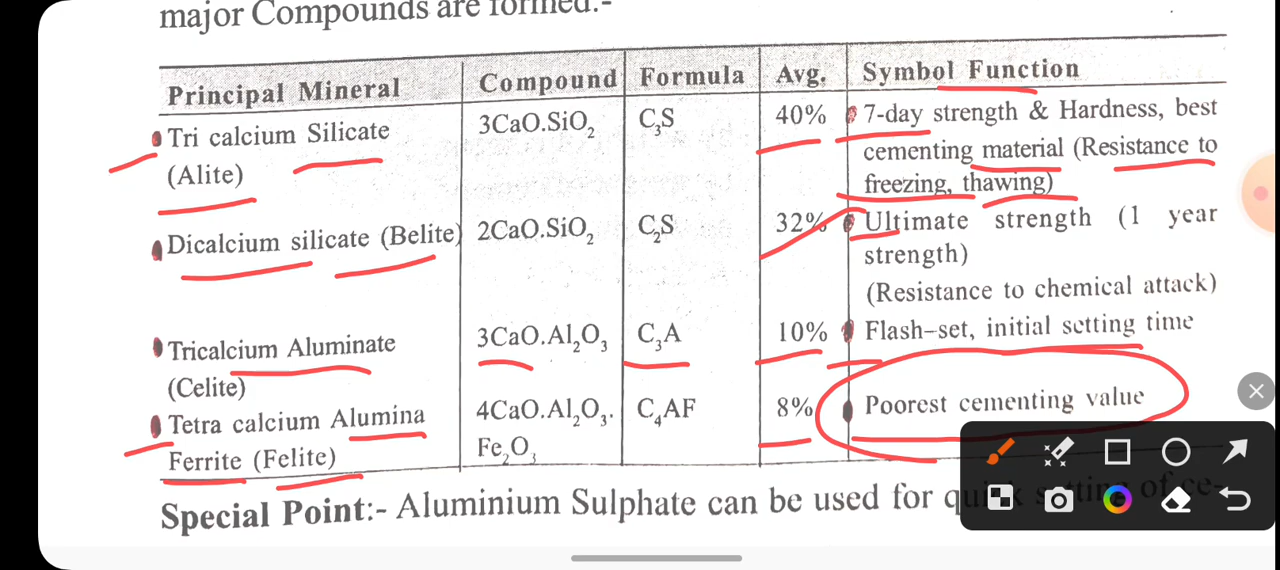 major Compounds are formed:-
Principal Mineral Compound Formula Avg. Symbol Function
Tri calcium Silicate 3CaO.SiO₂ C₃S 40% 7-day strength & Hardness, best
(Alite) cementing material (Resistance to
freezing, thawing)
Dicalcium silicate (Belite) 2CaO.SiO₂ C₂S 32% Ultimate strength (1 year
strength)
(Resistance to chemical attack)
Tricalcium Aluminate 3CaO.Al₂O₃ C₃A 10% Flash-set, initial setting time
(Celite)
Tetra calcium Alumina 4CaO.Al₂O₃. C₄AF 8% Poorest cementing value
Ferrite (Felite) Fe₂O₃
Special Point:- Aluminium Sulphate can be used for quick setting of ce-